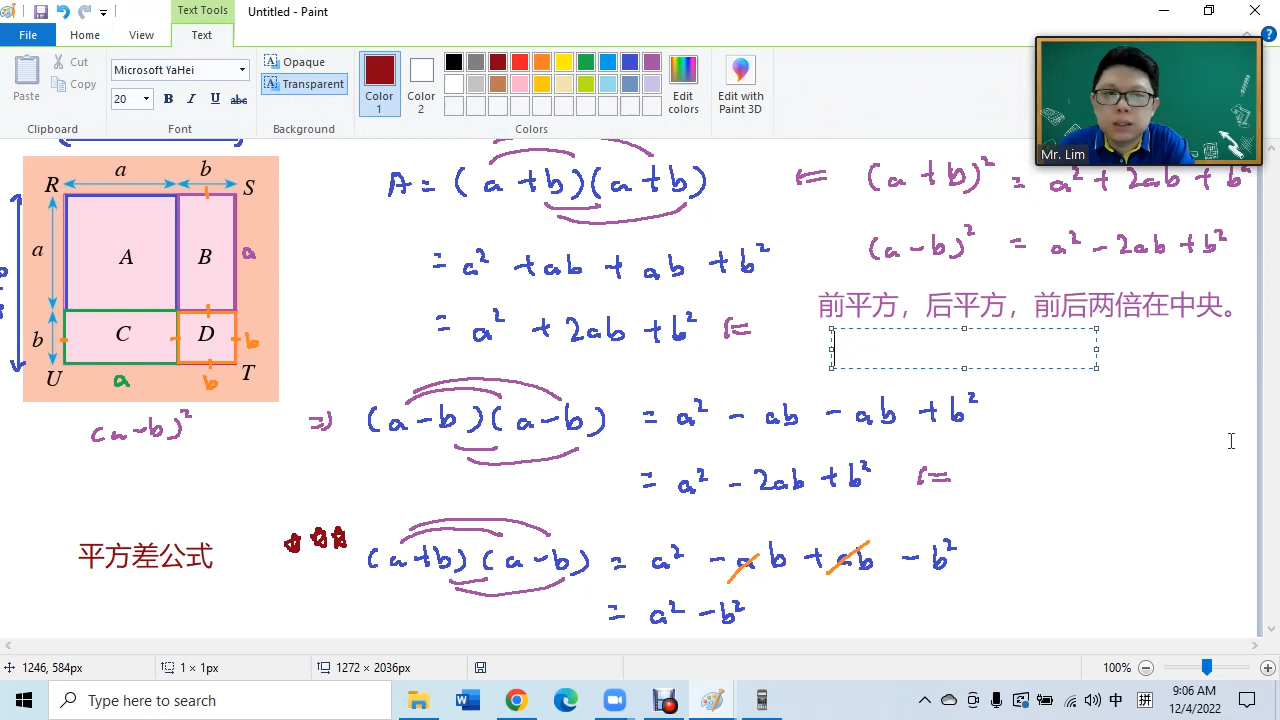 Text Tools
Untitled - Paint
File
Home
View
Text
Paste
Cut
Copy
Clipboard
Microsoft YaHei
20
B I U abc
Font
Opaque
Transparent
Background
Color 1
Color 2
Edit colors
Edit with Paint 3D
Colors
Mr. Lim
a b
R S
a A B a
b C D b
U a b T
(a-b)²
A = (a+b)(a+b)
= a² + ab + ab + b²
= a² + 2ab + b²
⇐ (a+b)² = a² + 2ab + b²
(a-b)² = a² - 2ab + b²
前平方，后平方，前后两倍在中央。
⇒ (a-b)(a-b) = a² - ab - ab + b²
= a² - 2ab + b² ⇐
平方差公式
(a+b)(a-b) = a² - ab + ab - b²
= a² - b²
1246, 584px
1 × 1px
1272 × 2036px
100%
Type here to search
中
拼
9:06 AM
12/4/2022